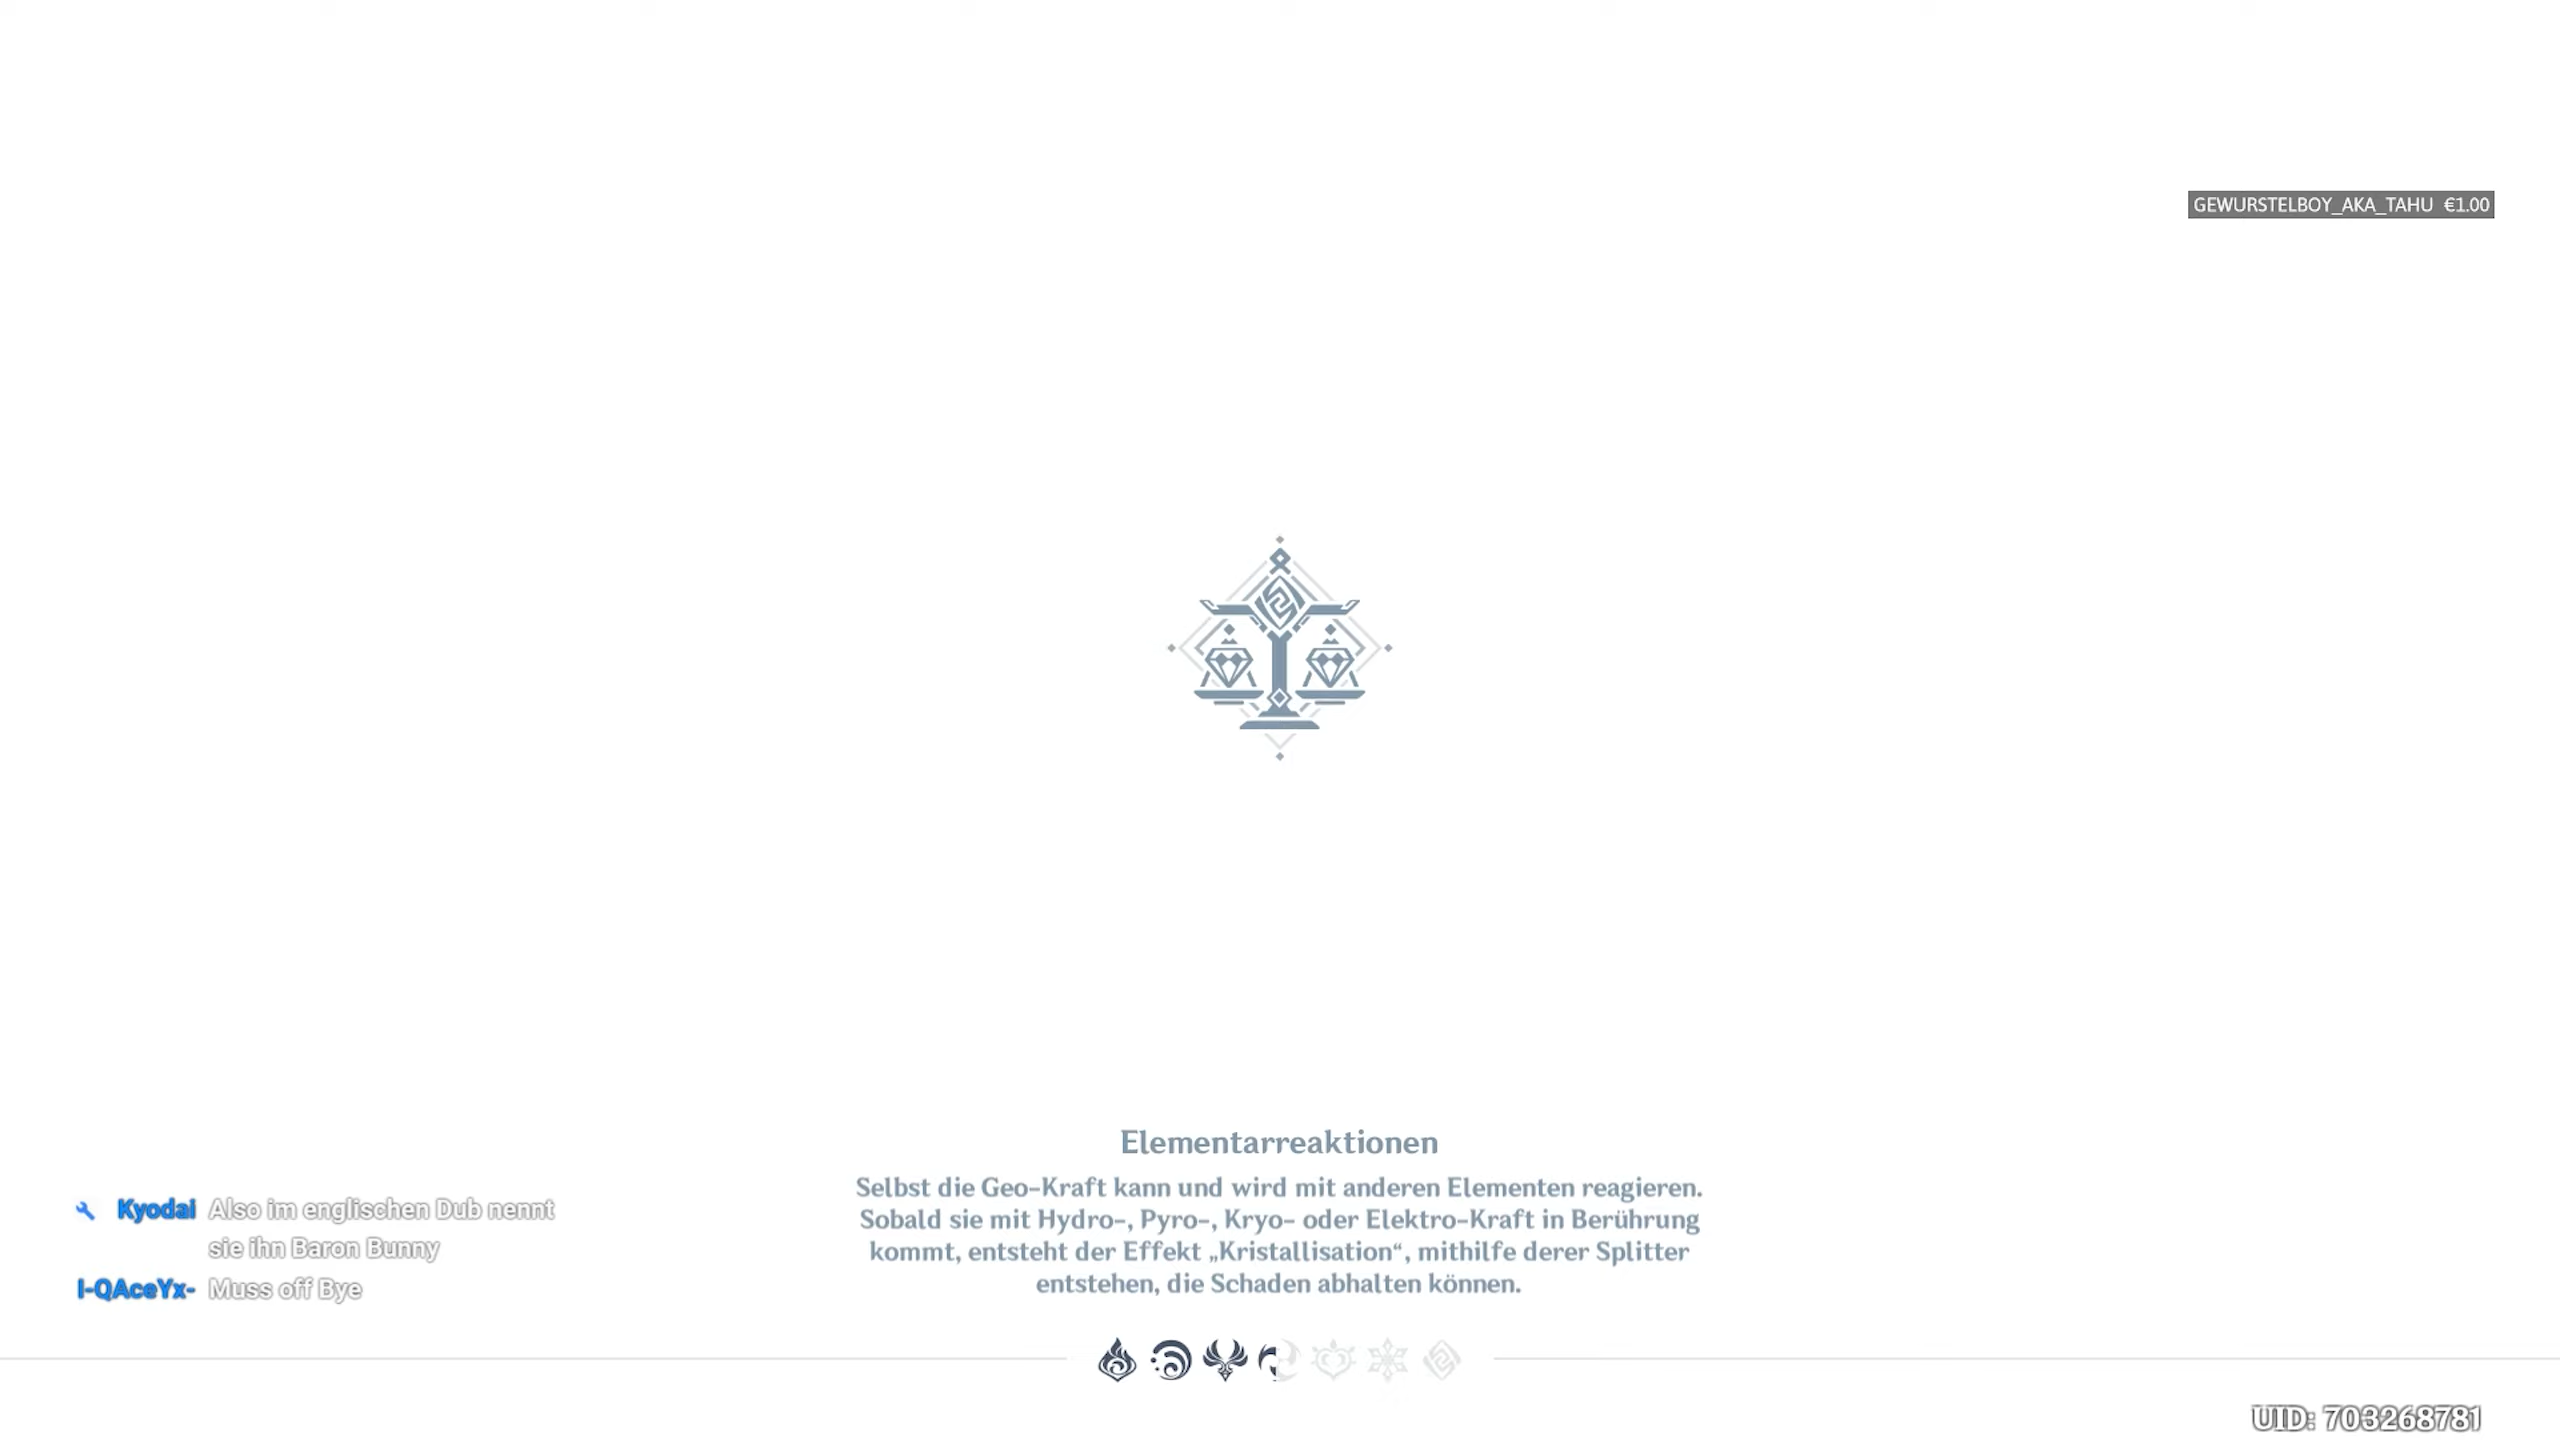 GEWURSTELBOY_AKA_TAHU €1.00
Elementarreaktionen
Selbst die Geo-Kraft kann und wird mit anderen Elementen reagieren.
Sobald sie mit Hydro-, Pyro-, Kryo- oder Elektro-Kraft in Berührung
kommt, entsteht der Effekt „Kristallisation“, mithilfe derer Splitter
entstehen, die Schaden abhalten können.
Kyodai Also im englischen Dub nennt
sie ihn Baron Bunny
I-QAceYx- Muss off Bye
UID: 703268781